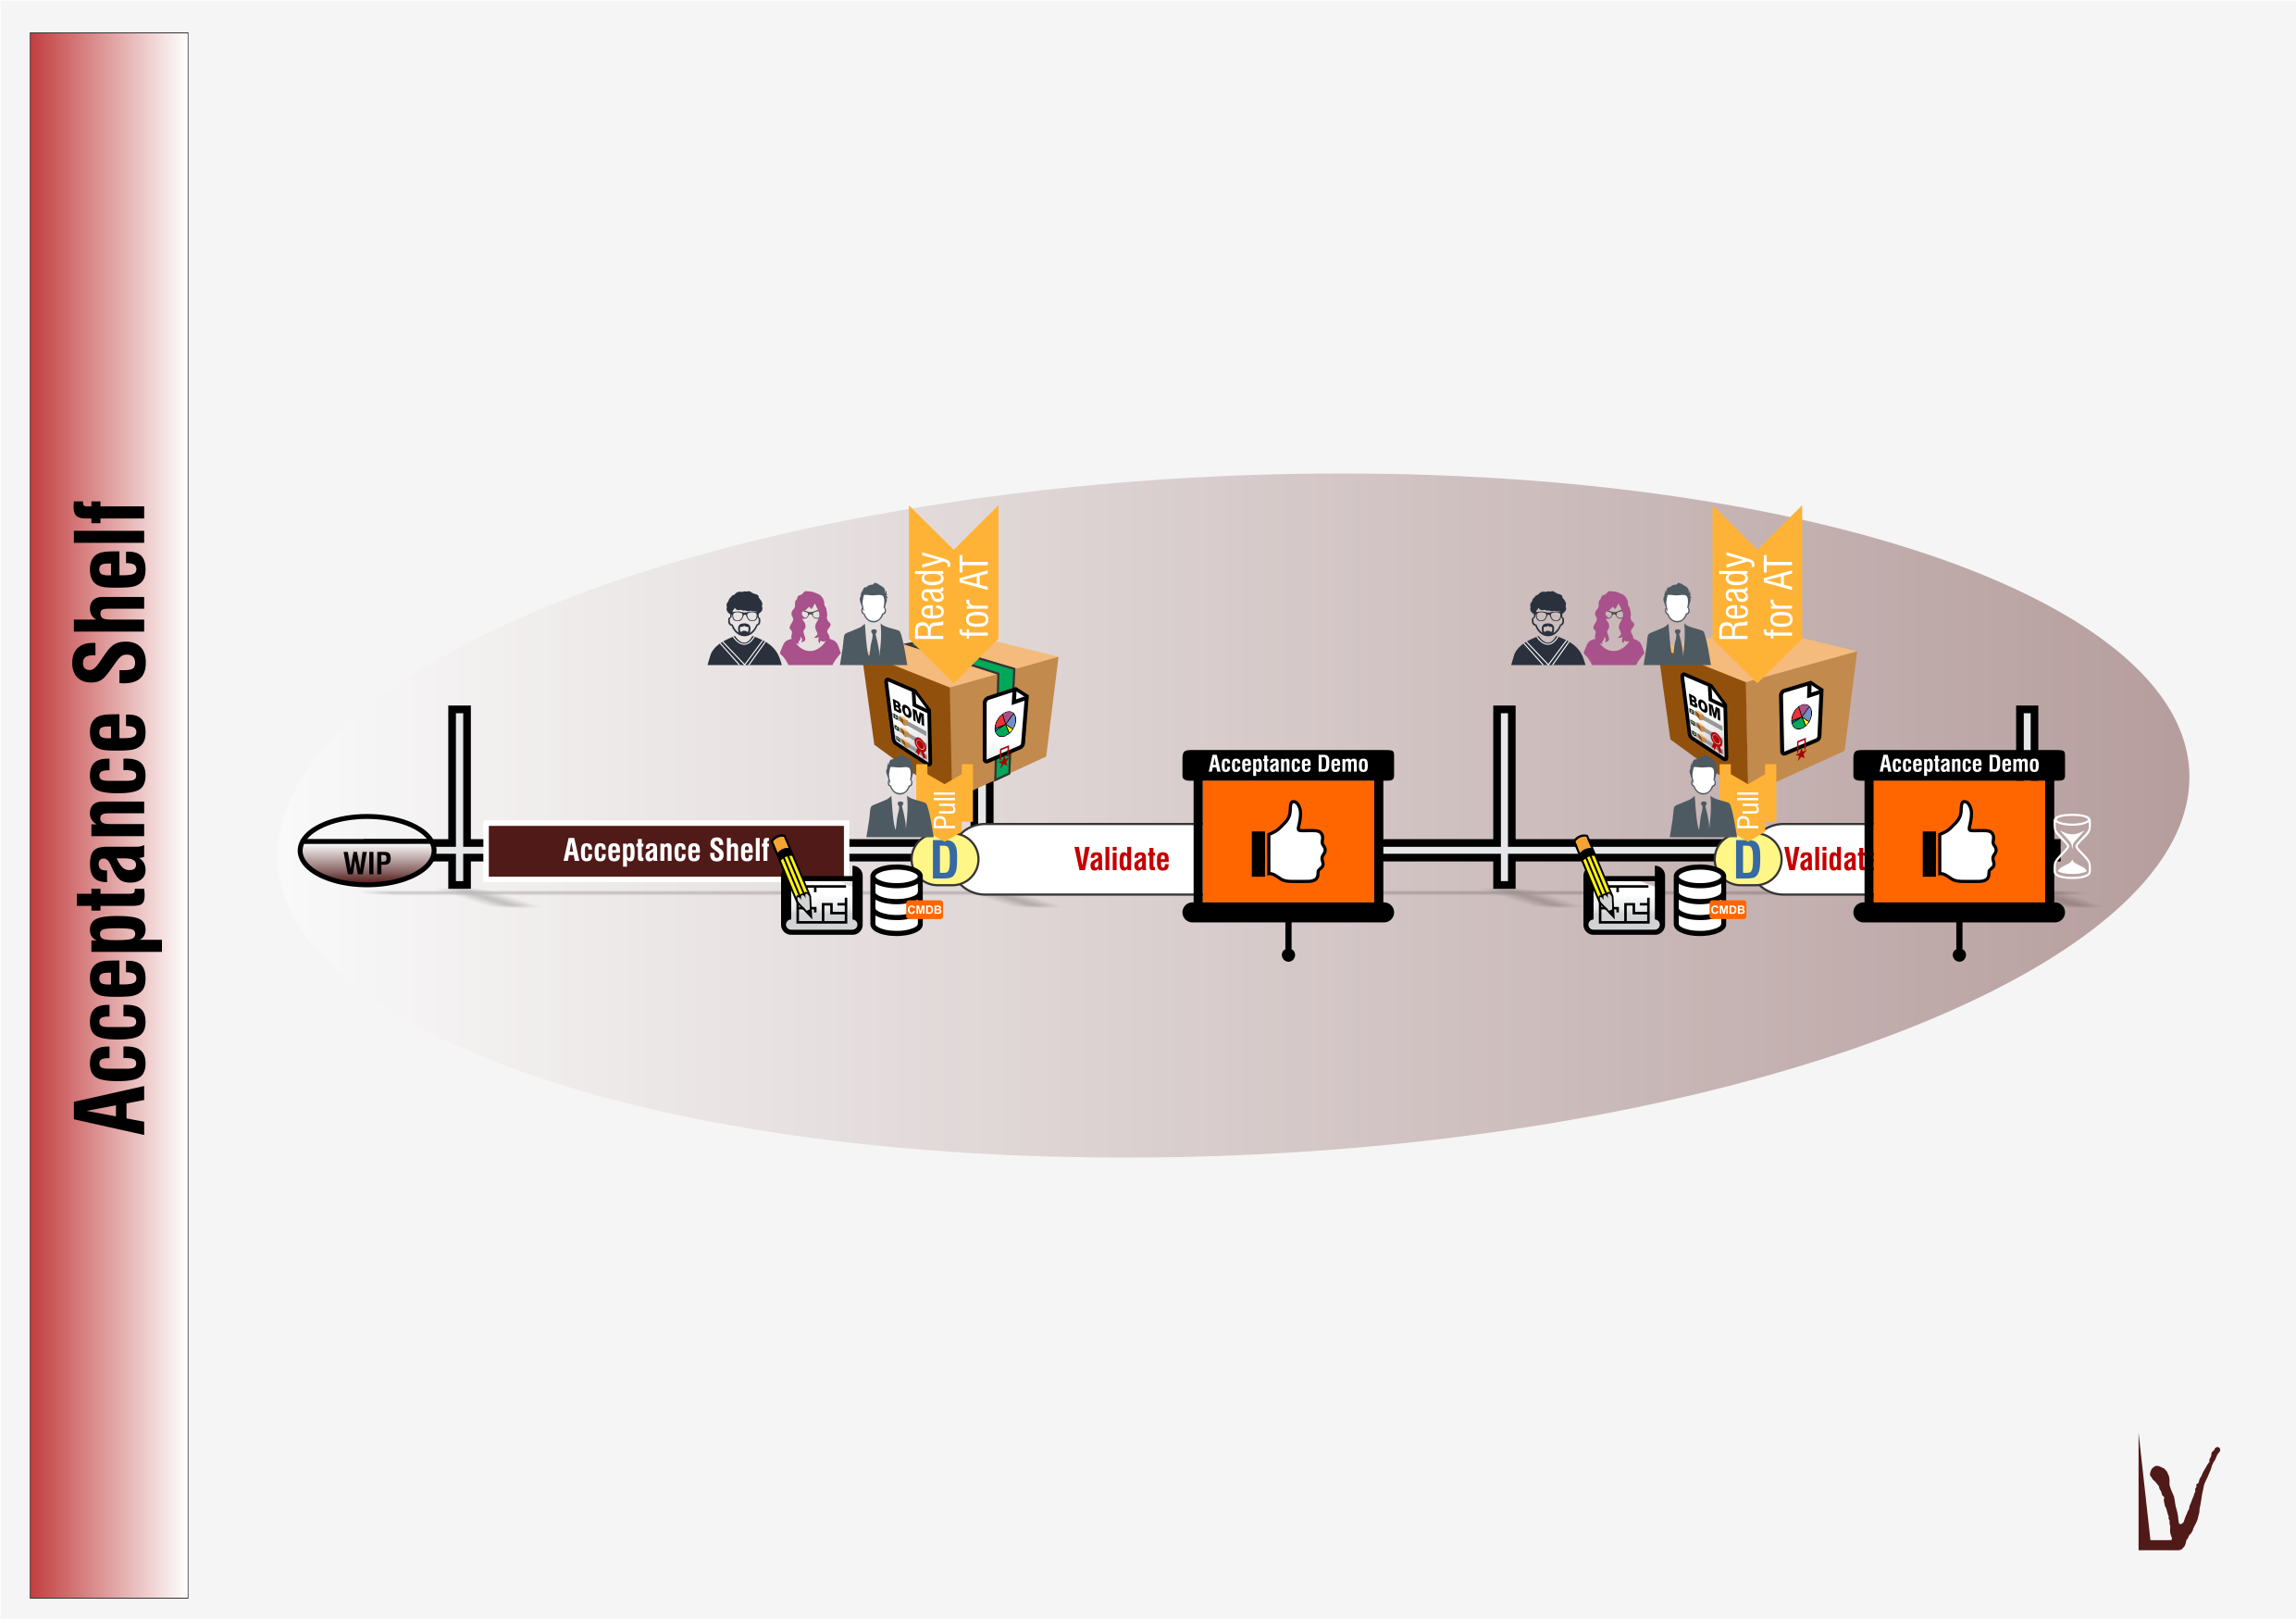 Acceptance Shelf
Ready
for AT
BOM
Pull
WIP
Acceptance Shelf
D
Validate
CMDB
Acceptance Demo
Ready
for AT
BOM
Pull
D
Validat
CMDB
Acceptance Demo
LV